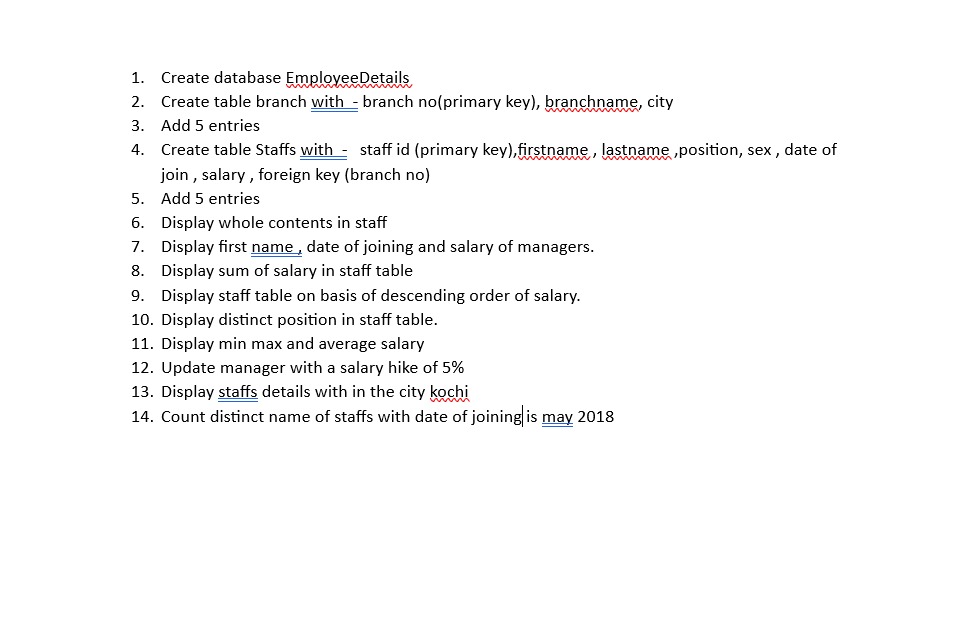 1. Create database EmployeeDetails
2. Create table branch with - branch no(primary key), branchname, city
3. Add 5 entries
4. Create table Staffs with - staff id (primary key),firstname , lastname ,position, sex , date of
join , salary , foreign key (branch no)
5. Add 5 entries
6. Display whole contents in staff
7. Display first name , date of joining and salary of managers.
8. Display sum of salary in staff table
9. Display staff table on basis of descending order of salary.
10. Display distinct position in staff table.
11. Display min max and average salary
12. Update manager with a salary hike of 5%
13. Display staffs details with in the city kochi
14. Count distinct name of staffs with date of joining is may 2018